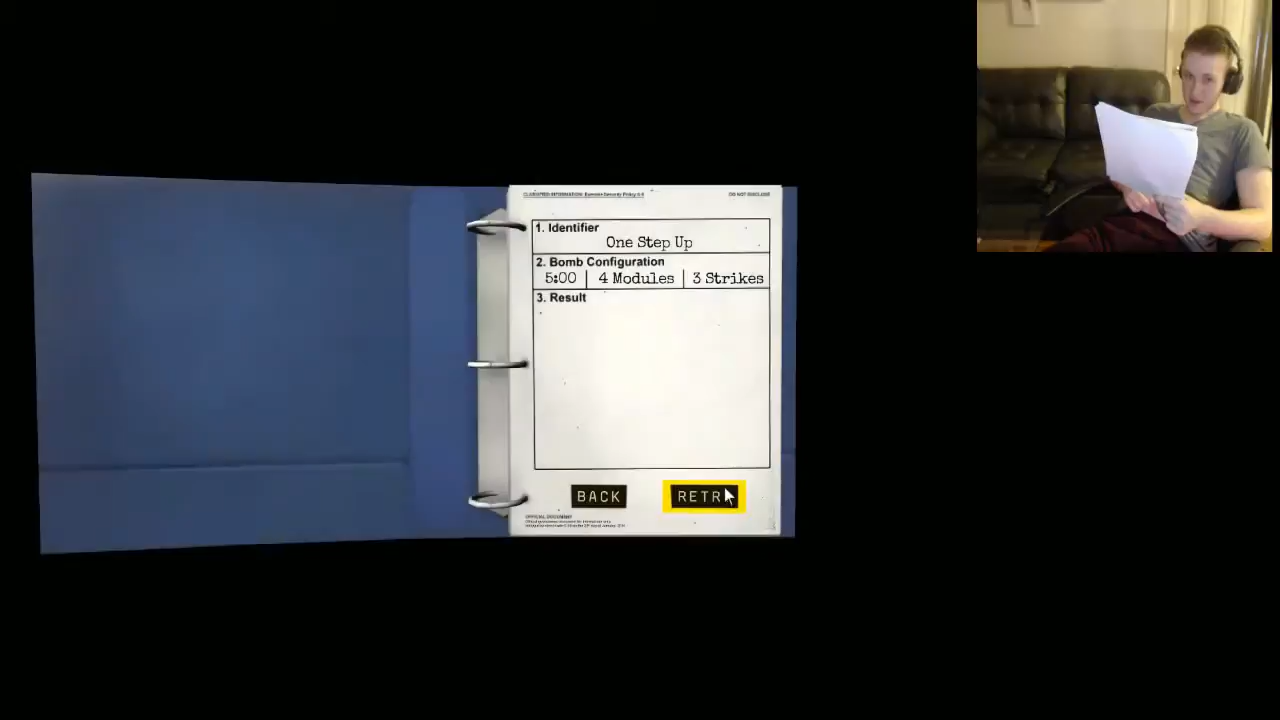 1. Identifier
One Step Up
2. Bomb Configuration
5:00 | 4 Modules | 3 Strikes
3. Result
BACK
RETR